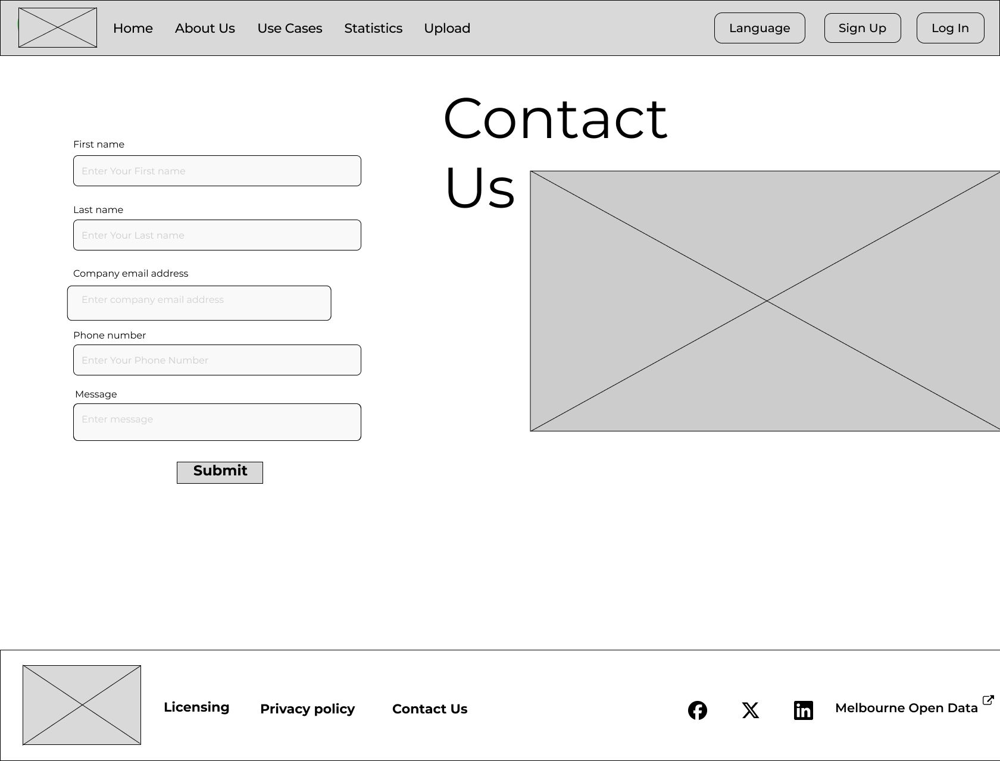 Home
About Us
Use Cases
Statistics
Upload
Language
Sign Up
Log In
Contact
Us
First name
Enter Your First name
Last name
Enter Your Last name
Company email address
Enter company email address
Phone number
Enter Your Phone Number
Message
Enter message
Submit
Licensing
Privacy policy
Contact Us
Melbourne Open Data